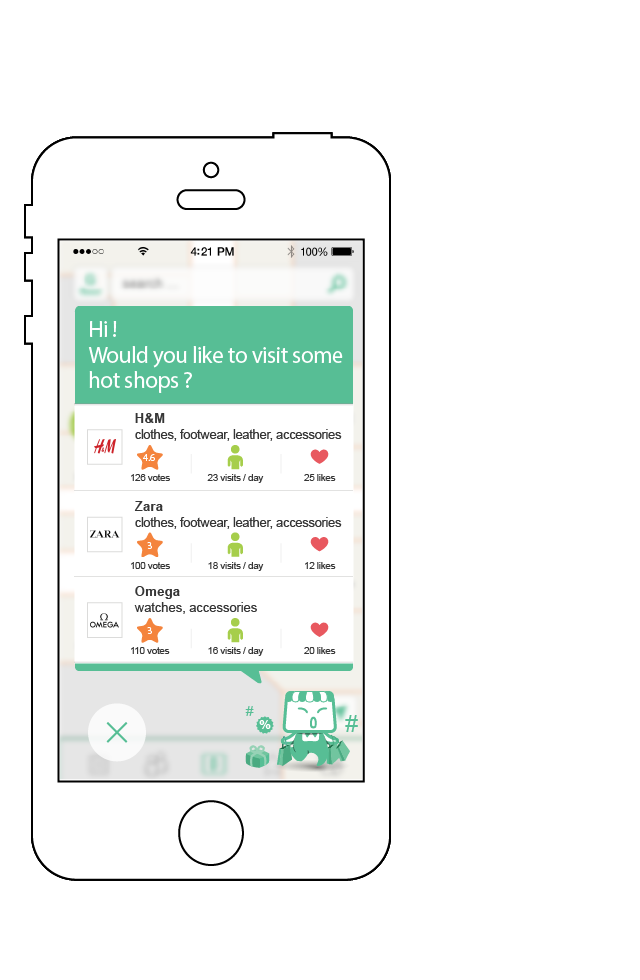 4:21 PM 100%
search ...
Hi !
Would you like to visit some
hot shops ?
H&M
clothes, footwear, leather, accessories
H&M
4.6
126 votes 23 visits / day 25 likes
Zara
clothes, footwear, leather, accessories
ZARA
3
100 votes 18 visits / day 12 likes
Omega
watches, accessories
Ω
OMEGA
3
110 votes 16 visits / day 20 likes
#
%
#